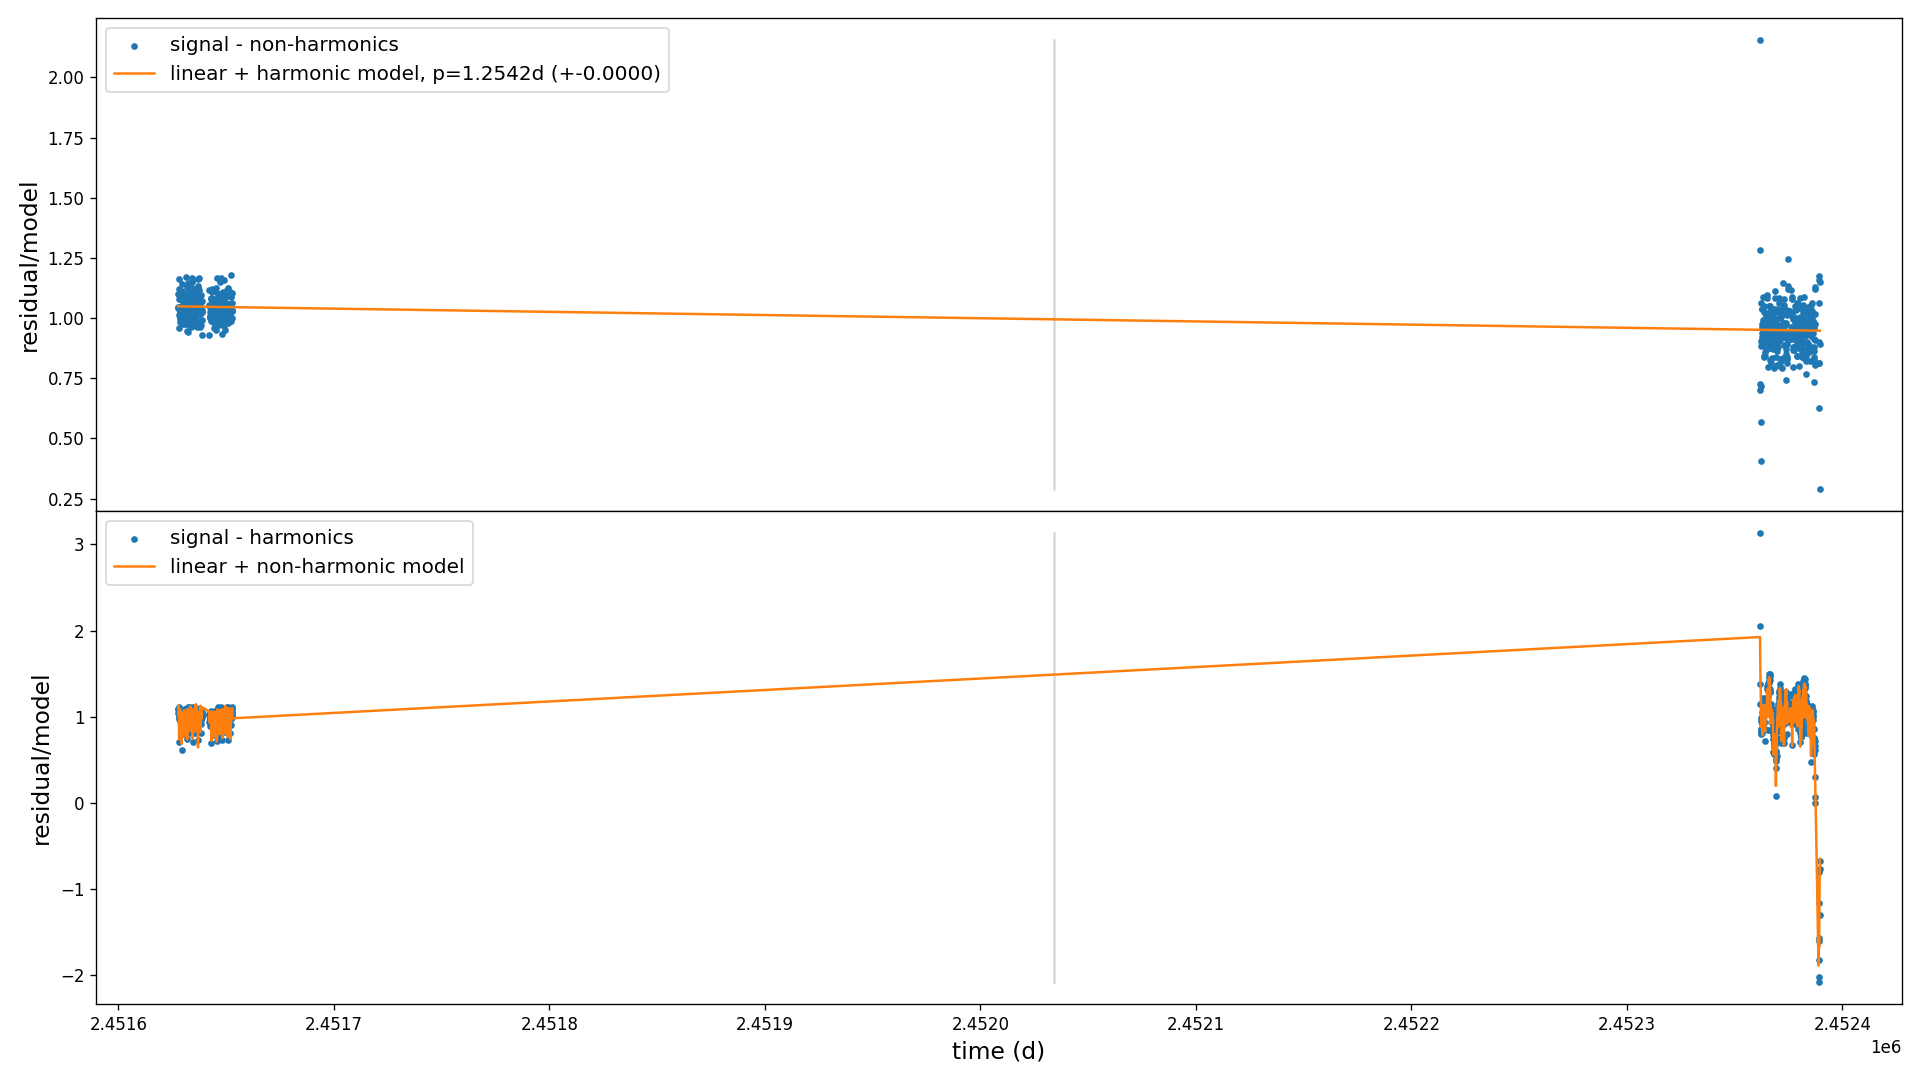 signal - non-harmonics
linear + harmonic model, p=1.2542d (+-0.0000)
2.00
1.75
1.50
1.25
1.00
0.75
0.50
0.25
residual/model
signal - harmonics
linear + non-harmonic model
3
2
1
0
−1
−2
residual/model
2.4516
2.4517
2.4518
2.4519
2.4520
2.4521
2.4522
2.4523
2.4524
1e6
time (d)